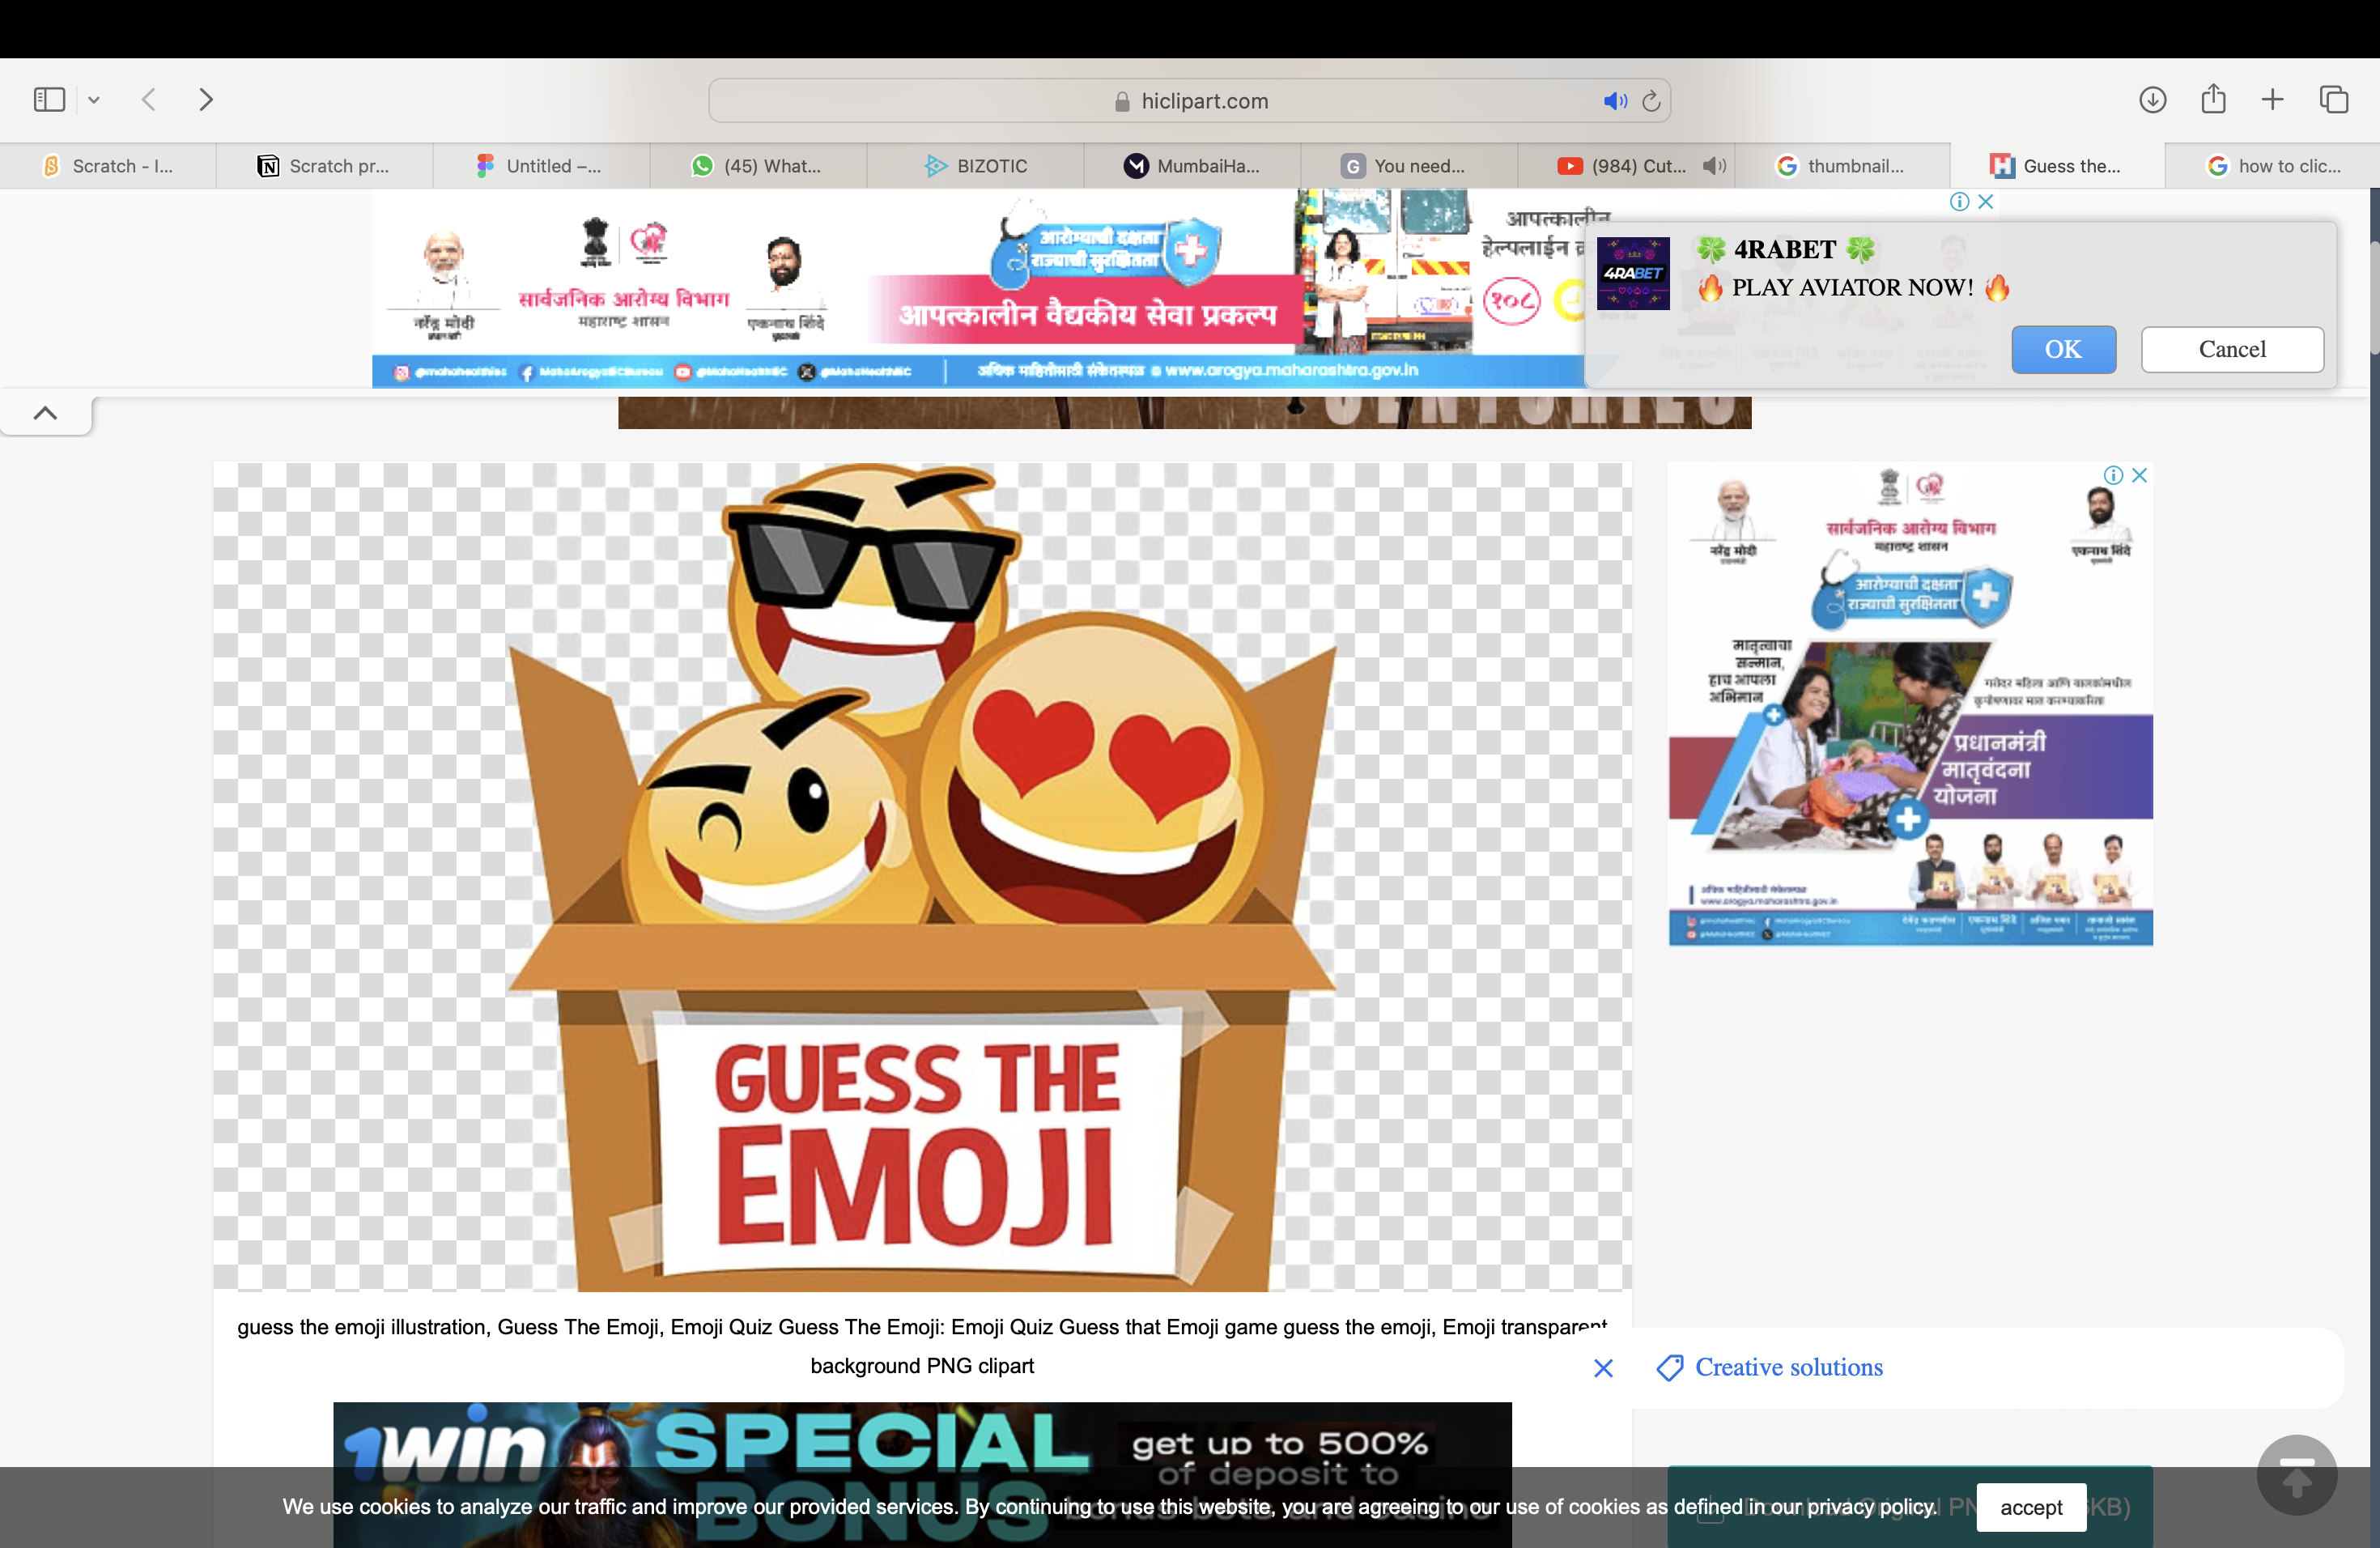 hiclipart.com
Scratch - I...
Scratch pr...
Untitled –...
(45) What...
BIZOTIC
MumbaiHa...
You need...
(984) Cut...
thumbnail...
Guess the...
how to clic...
नरेंद्र मोदी
सार्वजनिक आरोग्य विभाग
महाराष्ट्र शासन
एकनाथ शिंदे
आरोग्याची दक्षता
राज्याची सुरक्षितता
आपत्कालीन वैद्यकीय सेवा प्रकल्प
आपत्कालीन
हेल्पलाईन
१०८
www.arogya.maharashtra.gov.in
4RABET
🍀 4RABET 🍀
🔥 PLAY AVIATOR NOW! 🔥
OK
Cancel
CENTURIES
GUESS THE
EMOJI
सार्वजनिक आरोग्य विभाग
महाराष्ट्र शासन
नरेंद्र मोदी
एकनाथ शिंदे
आरोग्याची दक्षता
राज्याची सुरक्षितता
मातृत्वाचा
सन्मान,
हाच आपला
अभिमान
प्रधानमंत्री
मातृवंदना
योजना
www.arogya.maharashtra.gov.in
guess the emoji illustration, Guess The Emoji, Emoji Quiz Guess The Emoji: Emoji Quiz Guess that Emoji game guess the emoji, Emoji transparent
background PNG clipart
Creative solutions
1win
SPECIAL
BONUS
get up to 500%
of deposit to
We use cookies to analyze our traffic and improve our provided services. By continuing to use this website, you are agreeing to our use of cookies as defined in our privacy policy.
accept